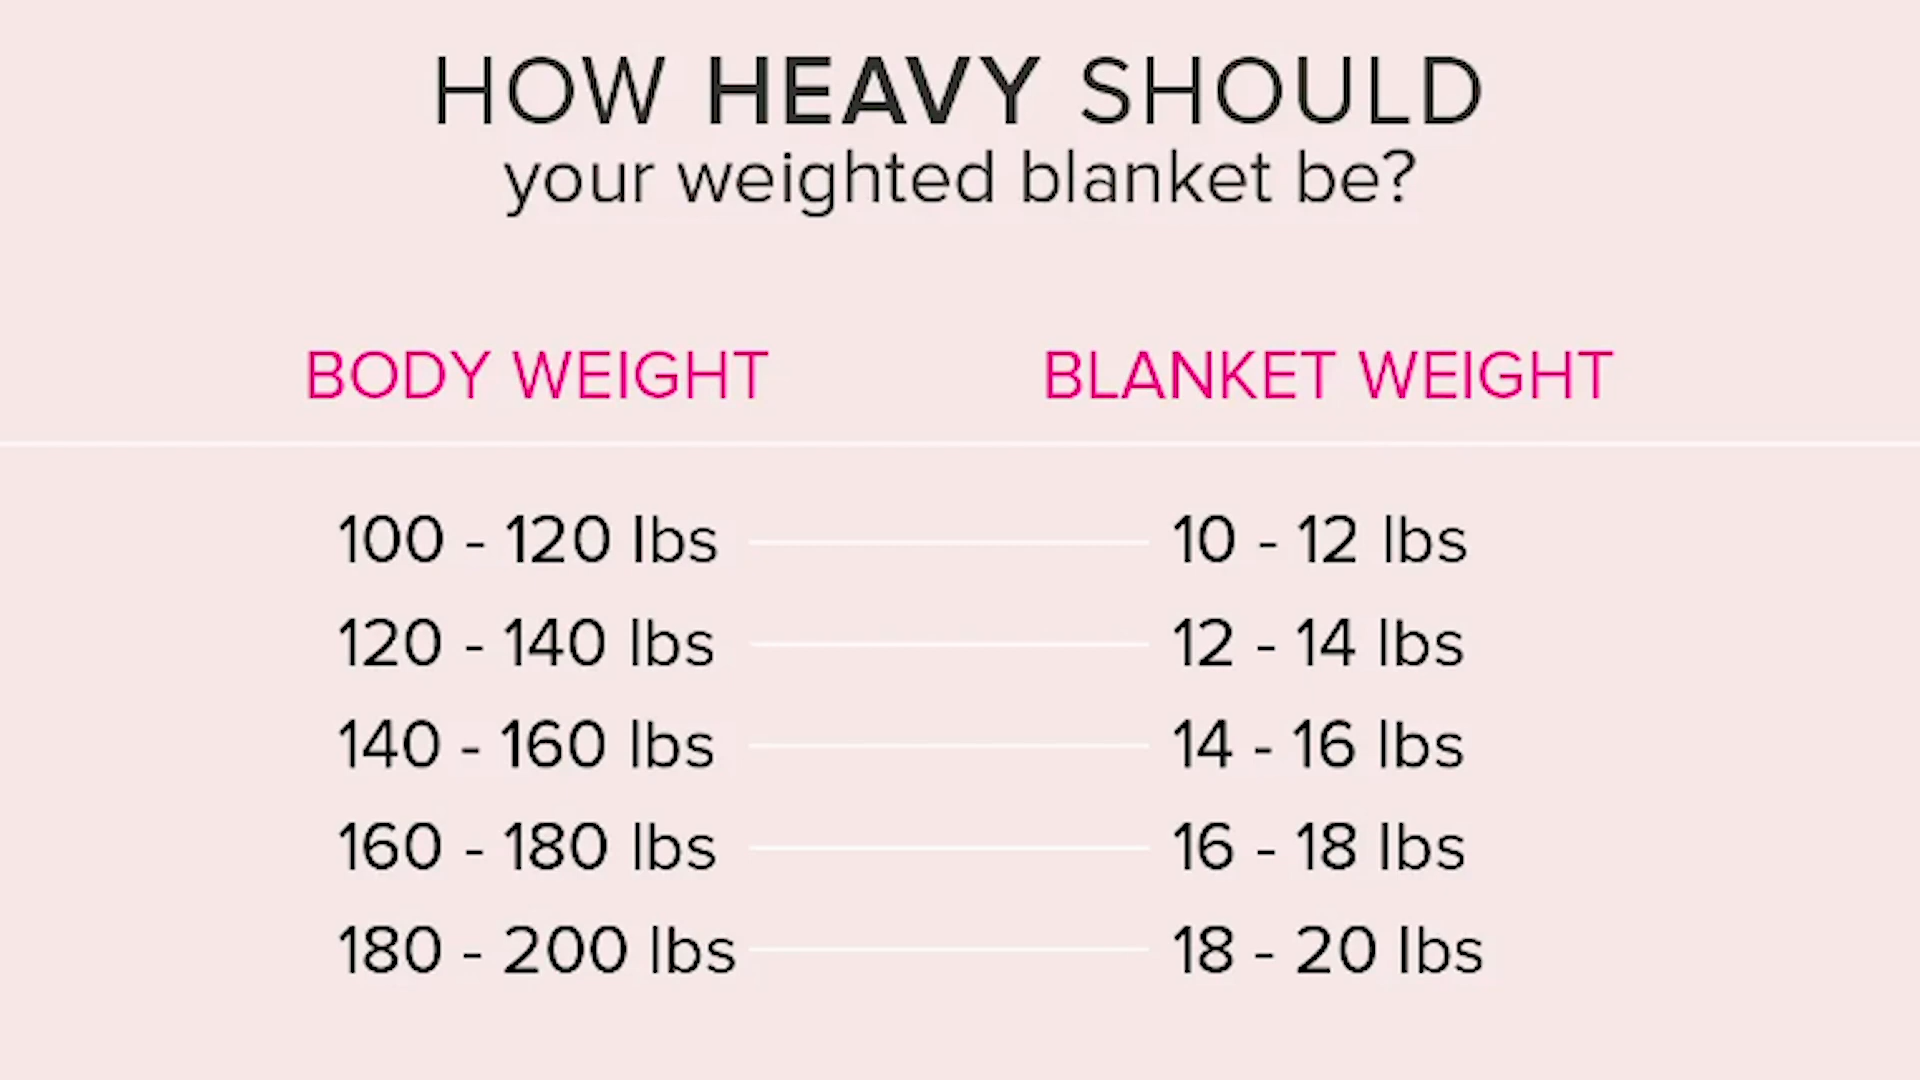 HOW HEAVY SHOULD
your weighted blanket be?
BODY WEIGHT BLANKET WEIGHT
100 - 120 lbs 10 - 12 lbs
120 - 140 lbs 12 - 14 lbs
140 - 160 lbs 14 - 16 lbs
160 - 180 lbs 16 - 18 lbs
180 - 200 lbs 18 - 20 lbs